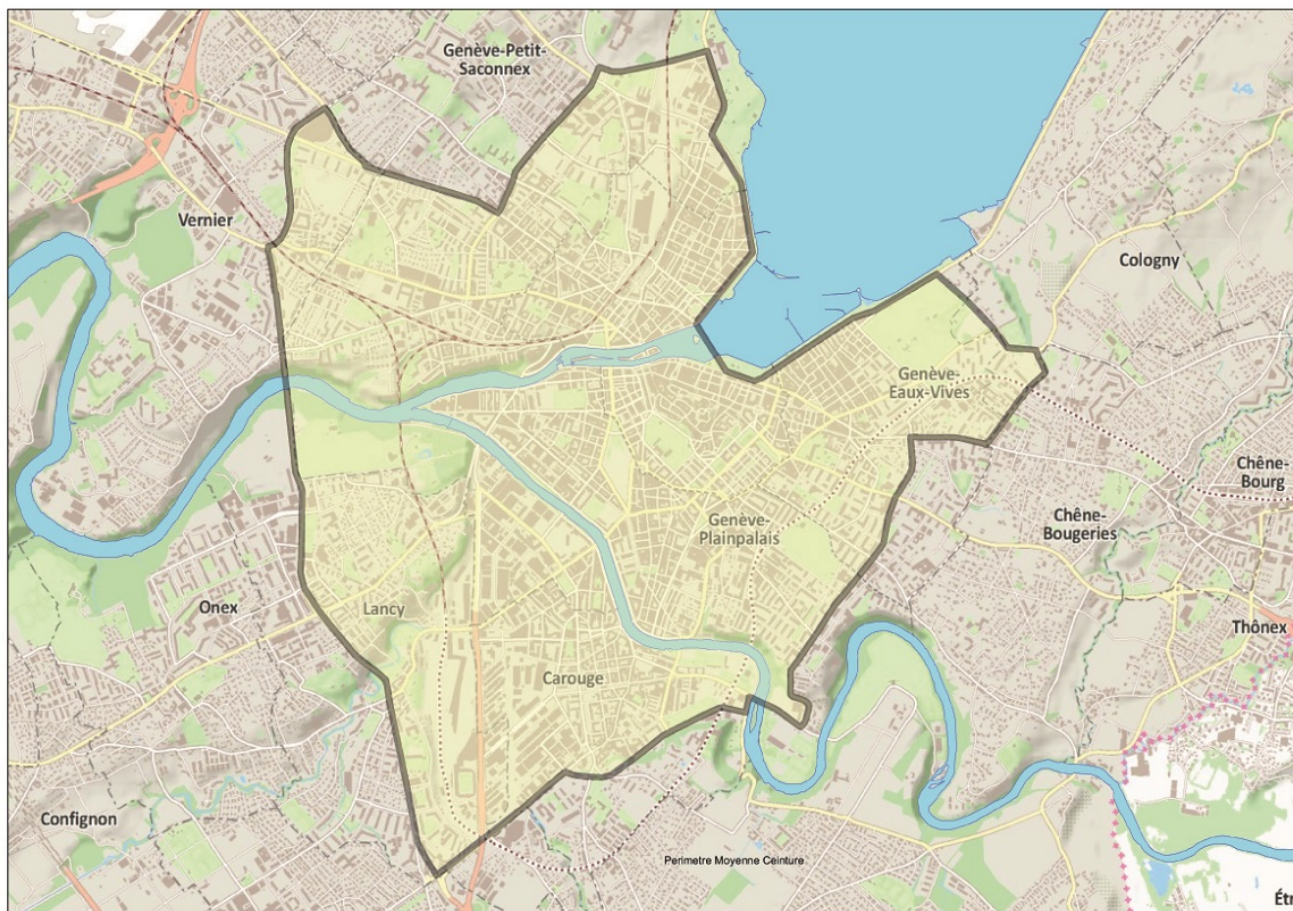 Genève-Petit-
Saconnex
Vernier
Cologny
Genève-
Eaux-Vives
Chêne-
Bourg
Genève-
Plainpalais
Chêne-
Bougeries
Onex
Lancy
Thônex
Carouge
Confignon
Perimetre Moyenne Ceinture
Étr